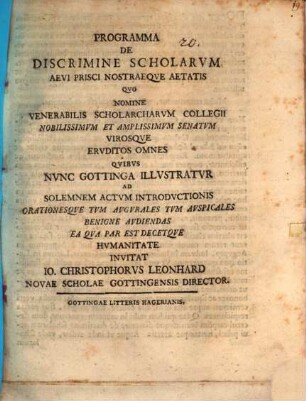 PROGRAMMA
20.
DE
DISCRIMINE SCHOLARVM
AEVI PRISCI NOSTRAEQVE AETATIS
QVO
NOMINE
VENERABILIS SCHOLARCHARVM COLLEGII
NOBILISSIMVM ET AMPLISSIMVM SENATVM
VIROSQVE
ERVDITOS OMNES
QVIBVS
NVNC GOTTINGA ILLVSTRATVR
AD
SOLEMNEM ACTVM INTRODVCTIONIS
ORATIONESQVE TVM AVGVRALES TVM AVSPICALES
BENIGNE AVDIENDAS
EA QVA PAR EST DECETQVE
HVMANITATE
INVITAT
IO. CHRISTOPHORVS LEONHARD
NOVAE SCHOLAE GOTTINGENSIS DIRECTOR.
GOTTINGAE LITTERIS HAGERIANIS.